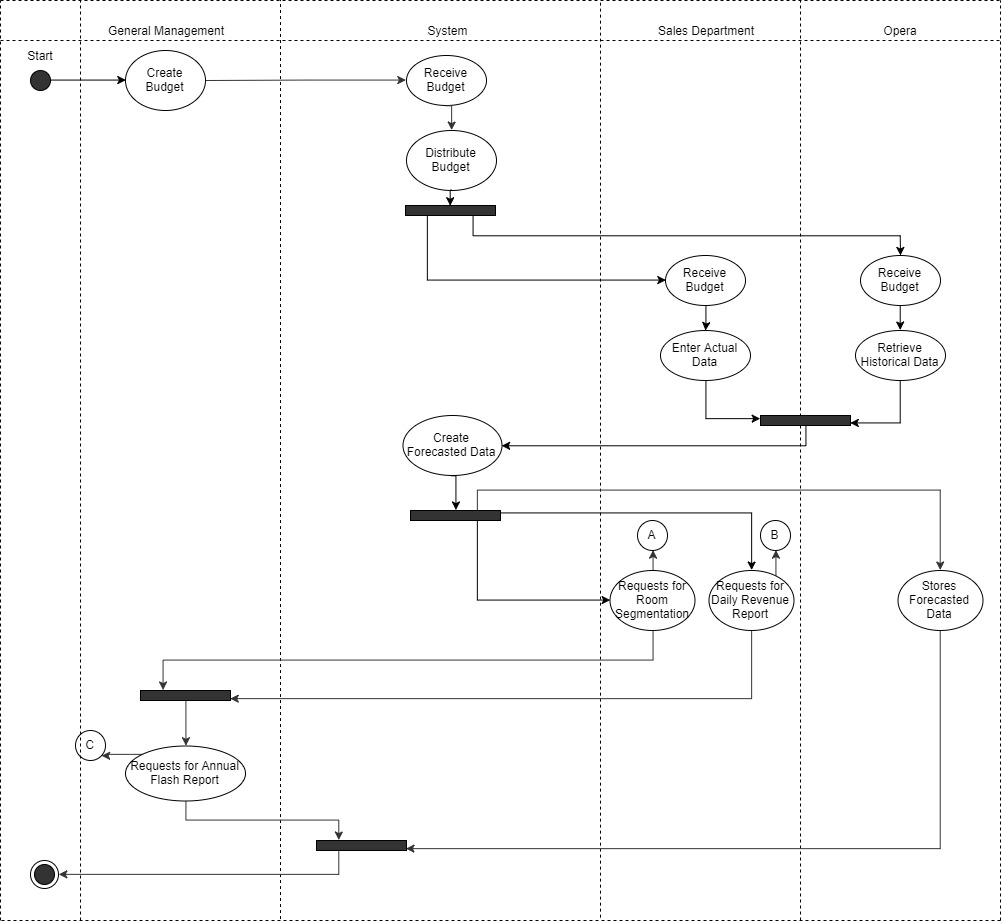 General Management
System
Sales Department
Opera
Start
Create
Budget
Receive
Budget
Distribute
Budget
Receive
Budget
Receive
Budget
Enter Actual
Data
Retrieve
Historical Data
Create
Forecasted Data
A
B
Requests for
Room
Segmentation
Requests for
Daily Revenue
Report
Stores
Forecasted
Data
C
Requests for Annual
Flash Report